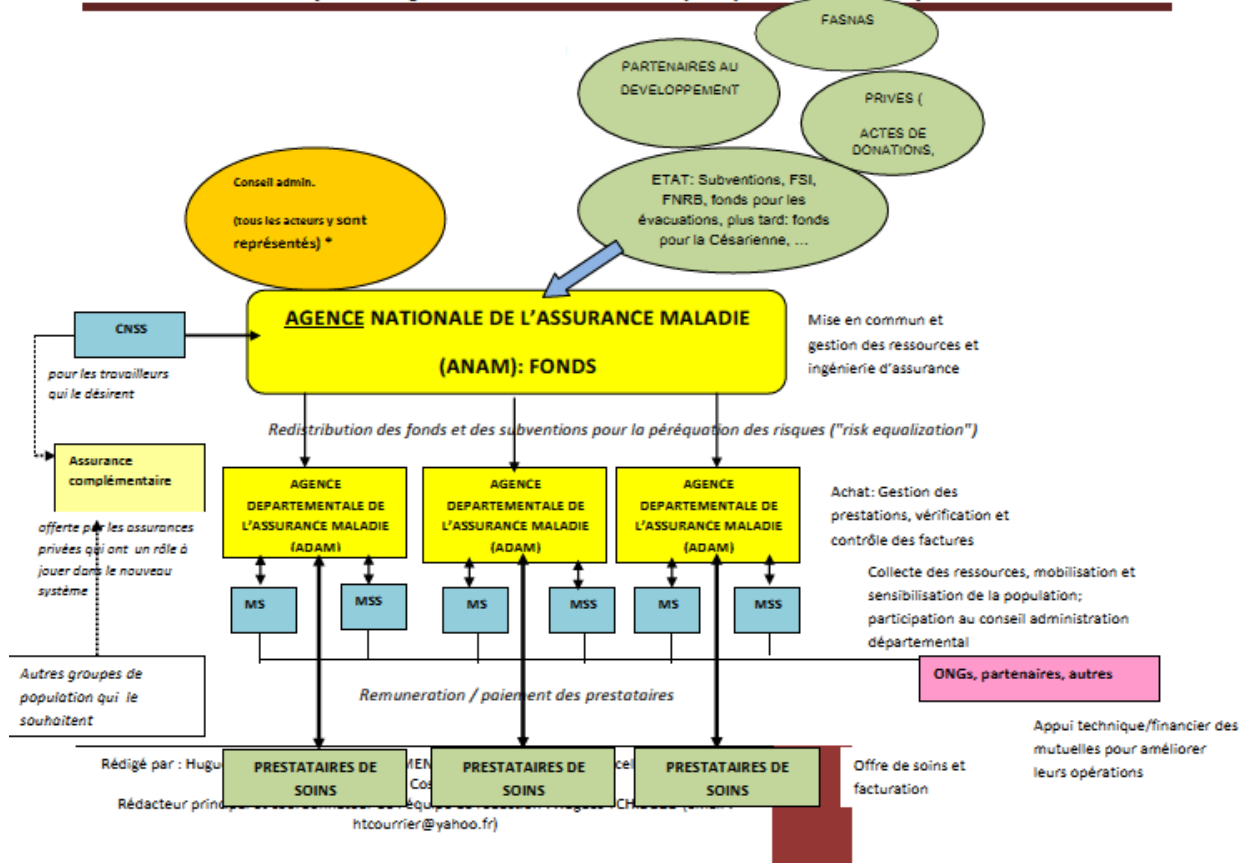 FASNAS
PARTENAIRES AU
DEVELOPPEMENT
PRIVES (
ACTES DE
DONATIONS,
ETAT: Subventions, FSI,
FNRB, fonds pour les
évacuations, plus tard: fonds
pour la Césarienne, ...
Conseil admin.
(tous les acteurs y sont
représentés) *
AGENCE NATIONALE DE L'ASSURANCE MALADIE
(ANAM): FONDS
Mise en commun et
gestion des ressources et
ingénierie d'assurance
CNSS
pour les travailleurs
qui le désirent
Redistribution des fonds et des subventions pour la péréquation des risques ("risk equalization")
Assurance
complémentaire
offerte par les assurances
privées qui ont un rôle à
jouer dans le nouveau
système
AGENCE
DEPARTEMENTALE DE
L'ASSURANCE MALADIE
(ADAM)
AGENCE
DEPARTEMENTALE DE
L'ASSURANCE MALADIE
(ADAM)
AGENCE
DEPARTEMENTALE DE
L'ASSURANCE MALADIE
(ADAM)
Achat: Gestion des
prestations, vérification et
contrôle des factures
MS
MSS
MS
MSS
MS
MSS
Collecte des ressources, mobilisation et
sensibilisation de la population;
participation au conseil administration
départemental
Autres groupes de
population qui le
souhaitent
Remuneration / paiement des prestataires
ONGs, partenaires, autres
Appui technique/financier des
mutuelles pour améliorer
leurs opérations
PRESTATAIRES DE
SOINS
PRESTATAIRES DE
SOINS
PRESTATAIRES DE
SOINS
Offre de soins et
facturation
Rédigé par :
Rédacteur
htcourrier@yahoo.fr)